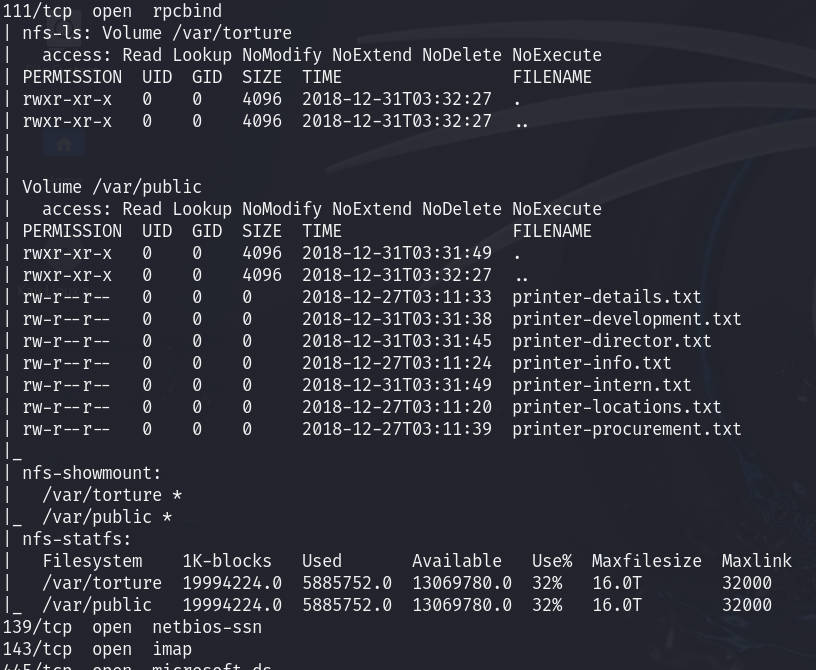 111/tcp  open  rpcbind
| nfs-ls: Volume /var/torture
|   access: Read Lookup NoModify NoExtend NoDelete NoExecute
| PERMISSION  UID  GID  SIZE  TIME                 FILENAME
| rwxr-xr-x   0    0    4096  2018-12-31T03:32:27  .
| rwxr-xr-x   0    0    4096  2018-12-31T03:32:27  ..
|
|
| Volume /var/public
|   access: Read Lookup NoModify NoExtend NoDelete NoExecute
| PERMISSION  UID  GID  SIZE  TIME                 FILENAME
| rwxr-xr-x   0    0    4096  2018-12-31T03:31:49  .
| rwxr-xr-x   0    0    4096  2018-12-31T03:32:27  ..
| rw-r--r--   0    0    0     2018-12-27T03:11:33  printer-details.txt
| rw-r--r--   0    0    0     2018-12-31T03:31:38  printer-development.txt
| rw-r--r--   0    0    0     2018-12-31T03:31:45  printer-director.txt
| rw-r--r--   0    0    0     2018-12-27T03:11:24  printer-info.txt
| rw-r--r--   0    0    0     2018-12-31T03:31:49  printer-intern.txt
| rw-r--r--   0    0    0     2018-12-27T03:11:20  printer-locations.txt
| rw-r--r--   0    0    0     2018-12-27T03:11:39  printer-procurement.txt
|_
| nfs-showmount:
|   /var/torture *
|_  /var/public *
| nfs-statfs:
|   Filesystem    1K-blocks   Used       Available   Use%  Maxfilesize  Maxlink
|   /var/torture  19994224.0  5885752.0  13069780.0  32%   16.0T        32000
|_  /var/public   19994224.0  5885752.0  13069780.0  32%   16.0T        32000
139/tcp  open  netbios-ssn
143/tcp  open  imap
445/tcp  open  microsoft-ds